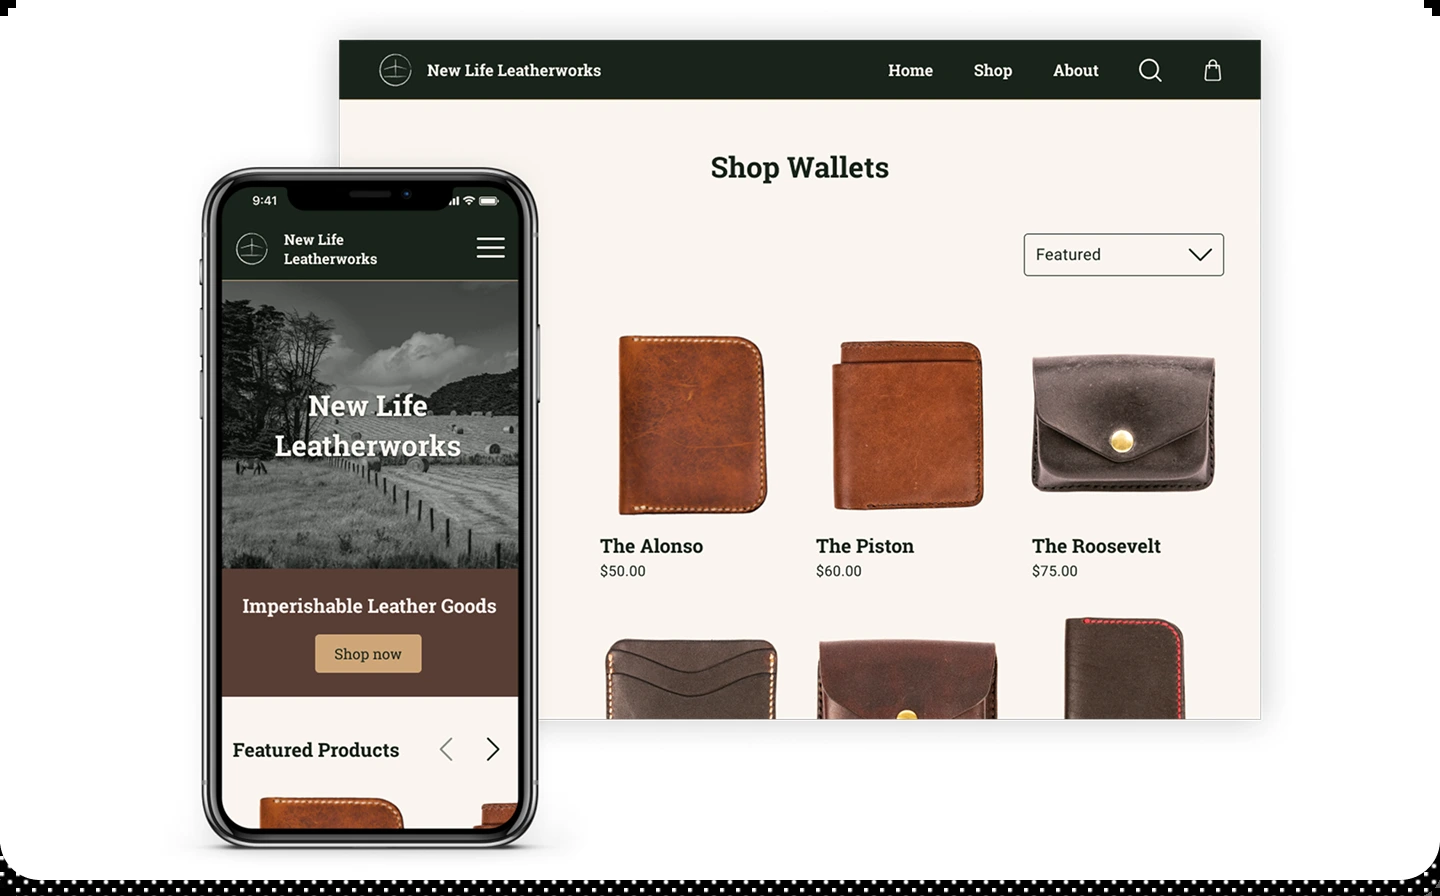 New Life Leatherworks
Home Shop About
Shop Wallets
Featured
The Alonso
$50.00
The Piston
$60.00
The Roosevelt
$75.00
9:41
New Life
Leatherworks
New Life
Leatherworks
Imperishable Leather Goods
Shop now
Featured Products